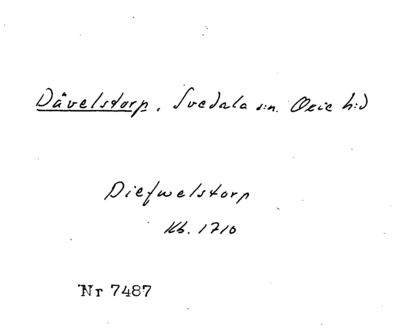 Dävelstorp, Svedala s:n. Oxie h:d
Diefwelstorp
Kb. 1710
Nr 7487